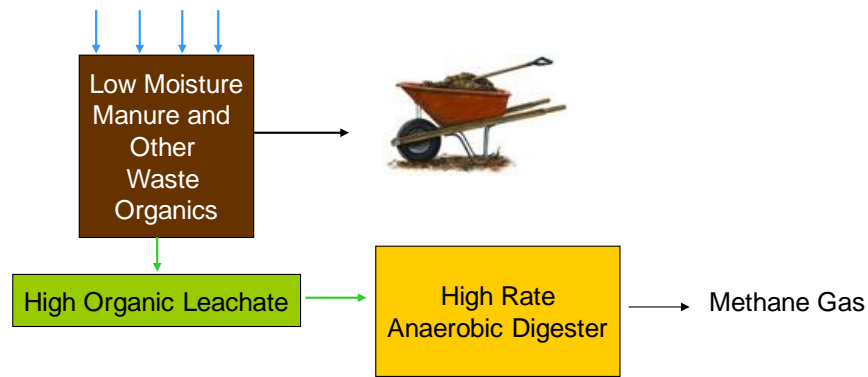 Low Moisture
Manure and
Other
Waste
Organics
High Organic Leachate
High Rate
Anaerobic Digester
Methane Gas